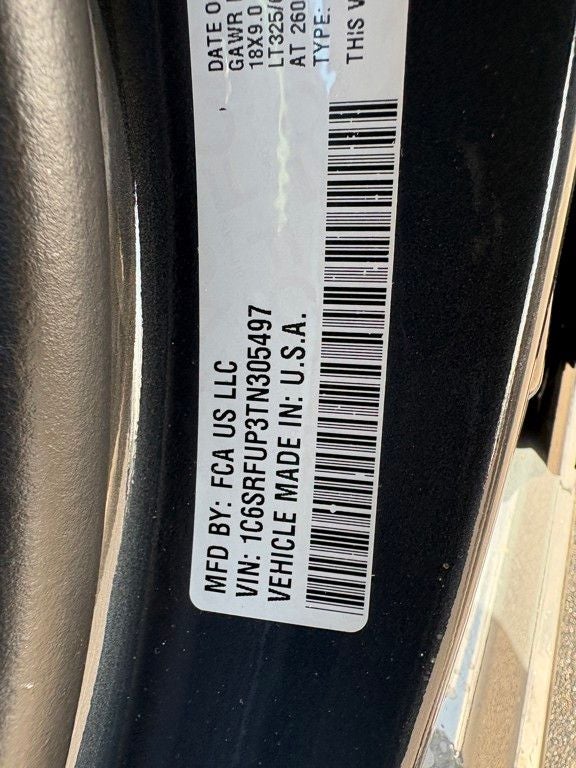 MFD BY: FCA US LLC
VIN: 1C6SRFUP3TN305497
VEHICLE MADE IN: U.S.A.
DATE O
GAWR
18X9.0
LT325/6
AT 260
TYPE:
THIS V